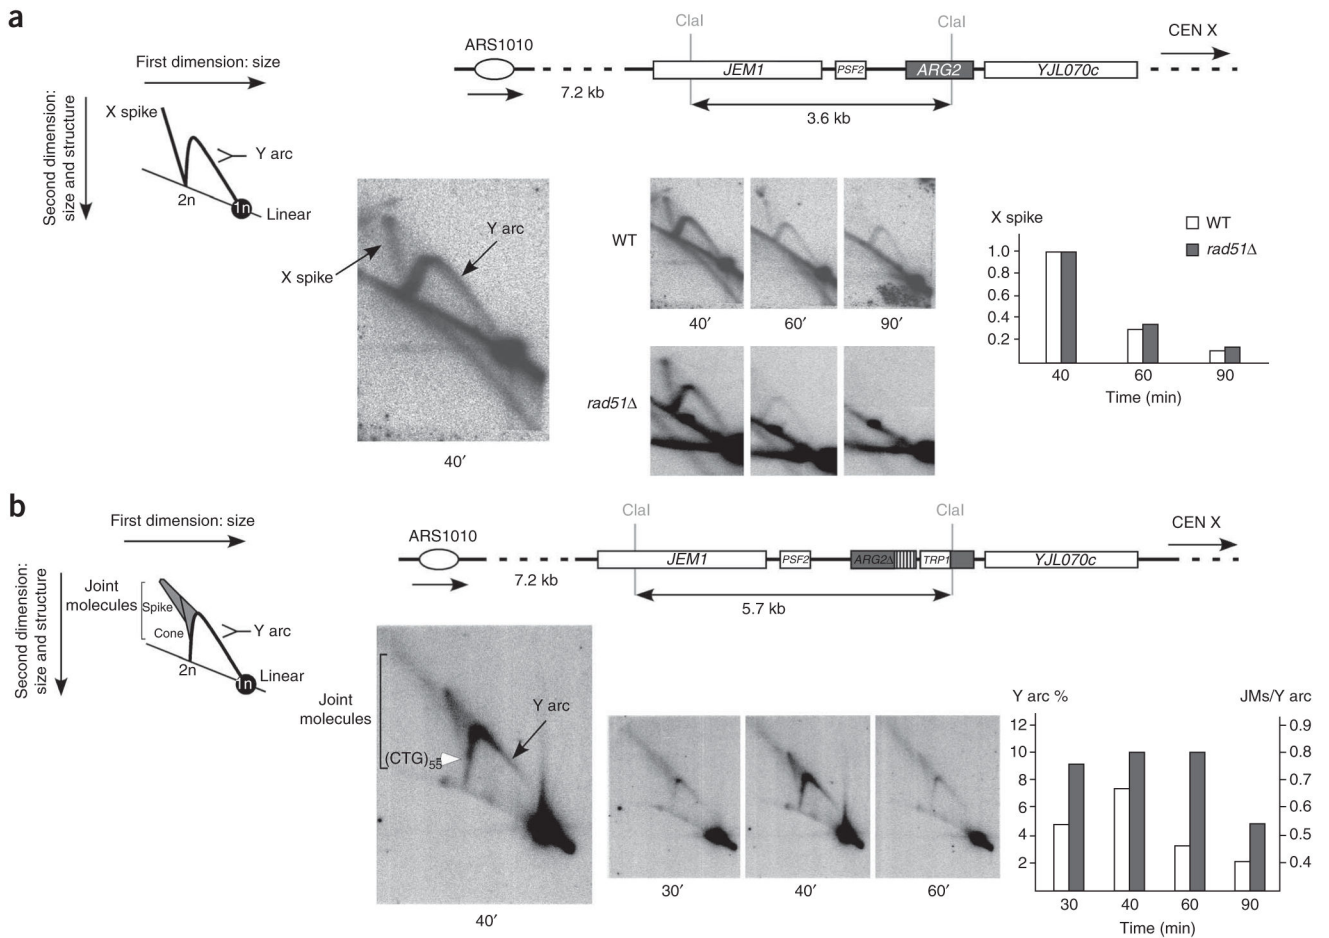 a
First dimension: size
Second dimension:
size and structure
X spike
Y arc
2n
1n
Linear
ARS1010
7.2 kb
ClaI
ClaI
JEM1
PSF2
ARG2
YJL070c
CEN X
3.6 kb
X spike
Y arc
40′
WT
40′
60′
90′
rad51Δ
X spike
WT
rad51Δ
1.0
0.8
0.6
0.4
0.2
40
60
90
Time (min)
b
First dimension: size
Second dimension:
size and structure
Joint
molecules
Spike
Cone
Y arc
2n
1n
Linear
ARS1010
7.2 kb
ClaI
ClaI
JEM1
PSF2
ARG2Δ
TRP1
YJL070c
CEN X
5.7 kb
Joint
molecules
Y arc
(CTG)55
40′
30′
40′
60′
Y arc %
JMs/Y arc
12
10
8
6
4
2
0.9
0.8
0.7
0.6
0.5
0.4
30
40
60
90
Time (min)